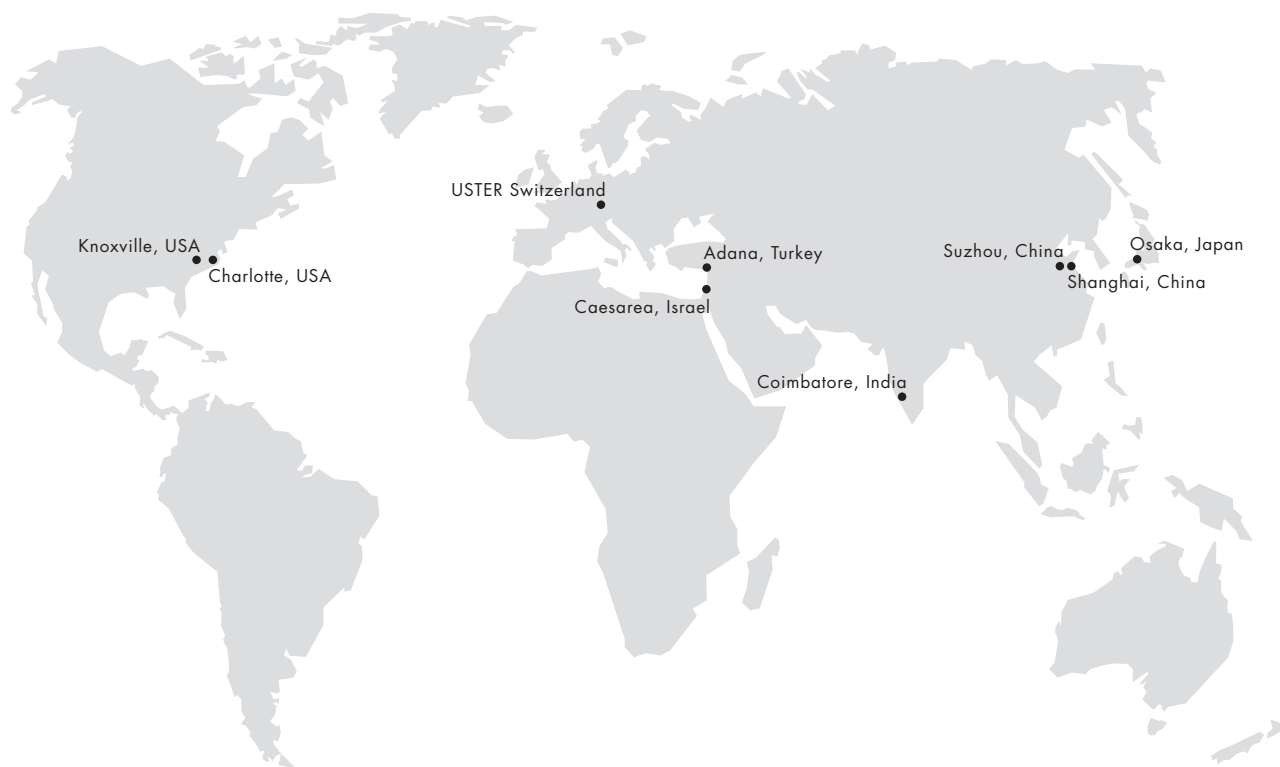 USTER Switzerland
Knoxville, USA
Charlotte, USA
Adana, Turkey
Caesarea, Israel
Suzhou, China
Osaka, Japan
Shanghai, China
Coimbatore, India